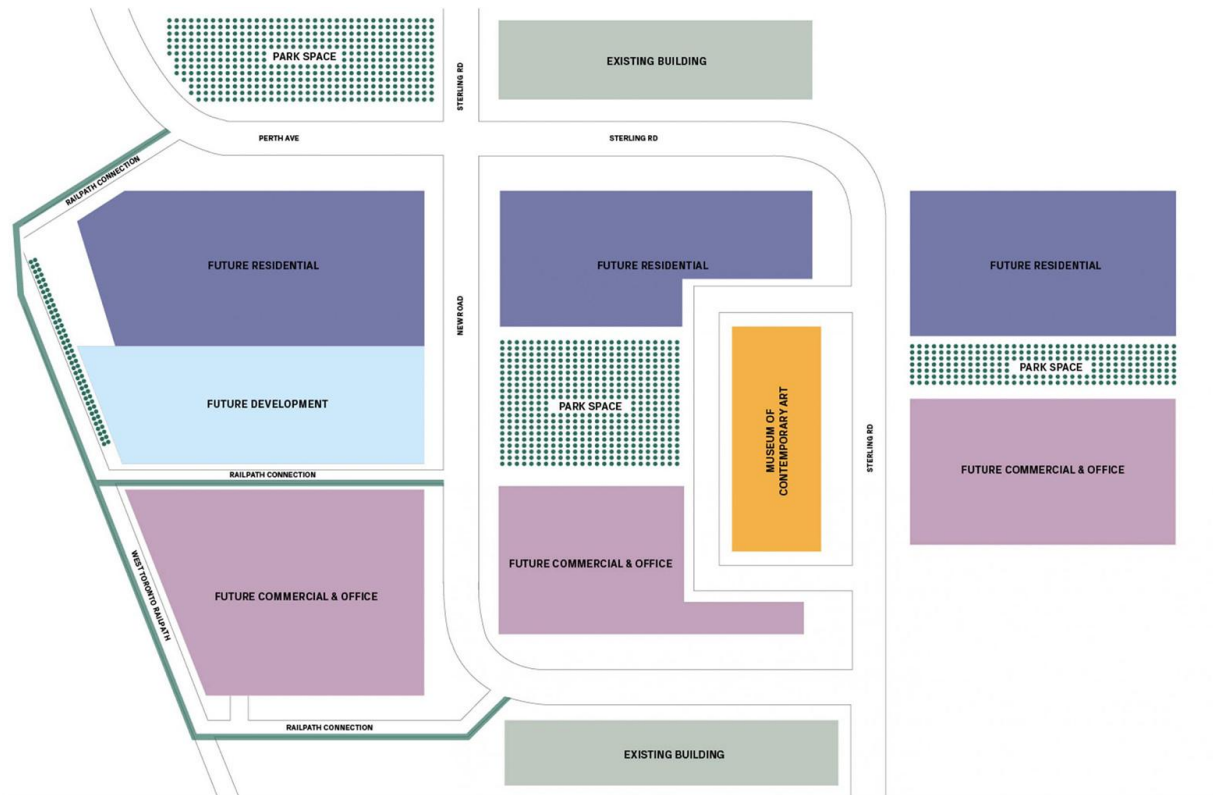 PARK SPACE
EXISTING BUILDING
STERLING RD
PERTH AVE
STERLING RD
RAILPATH CONNECTION
FUTURE RESIDENTIAL
FUTURE RESIDENTIAL
FUTURE RESIDENTIAL
NEW ROAD
PARK SPACE
FUTURE DEVELOPMENT
PARK SPACE
MUSEUM OF
CONTEMPORARY ART
STERLING RD
RAILPATH CONNECTION
FUTURE COMMERCIAL & OFFICE
FUTURE COMMERCIAL & OFFICE
WEST TORONTO RAILPATH
FUTURE COMMERCIAL & OFFICE
RAILPATH CONNECTION
EXISTING BUILDING